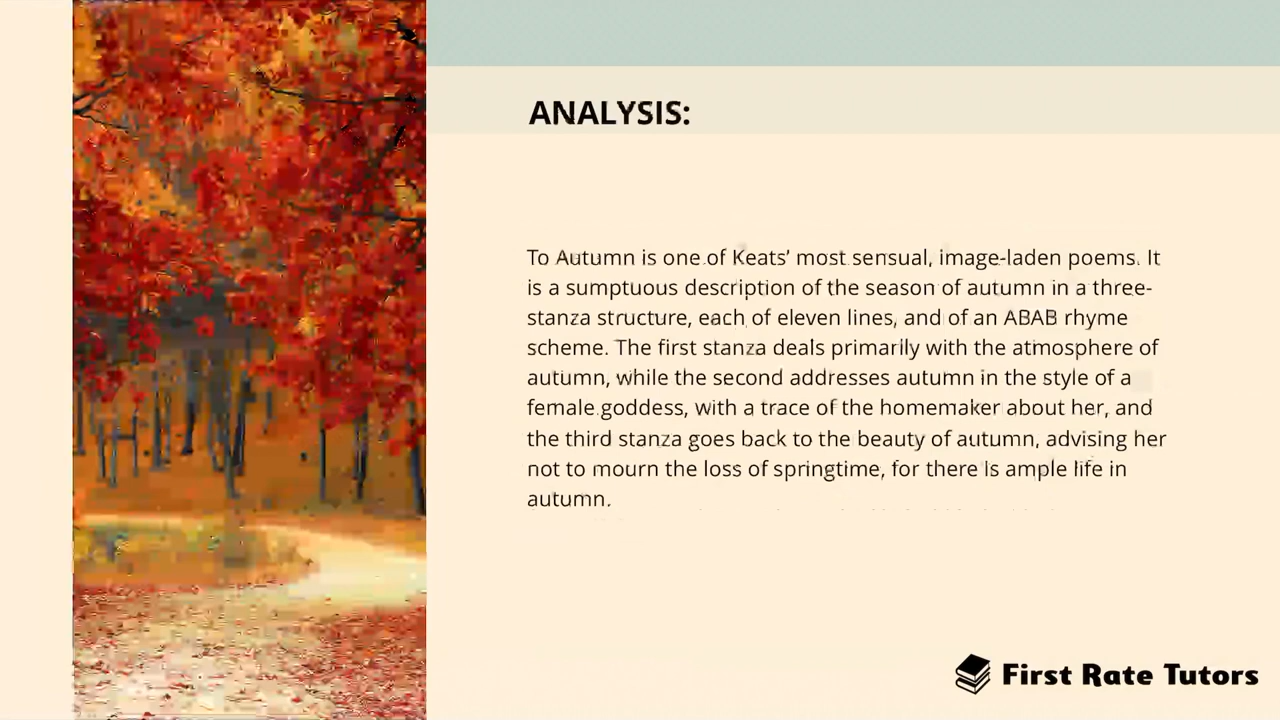 ANALYSIS:
To Autumn is one of Keats’ most sensual, image-laden poems. It
is a sumptuous description of the season of autumn in a three-
stanza structure, each of eleven lines, and of an ABAB rhyme
scheme. The first stanza deals primarily with the atmosphere of
autumn, while the second addresses autumn in the style of a
female goddess, with a trace of the homemaker about her, and
the third stanza goes back to the beauty of autumn, advising her
not to mourn the loss of springtime, for there is ample life in
autumn.
First Rate Tutors